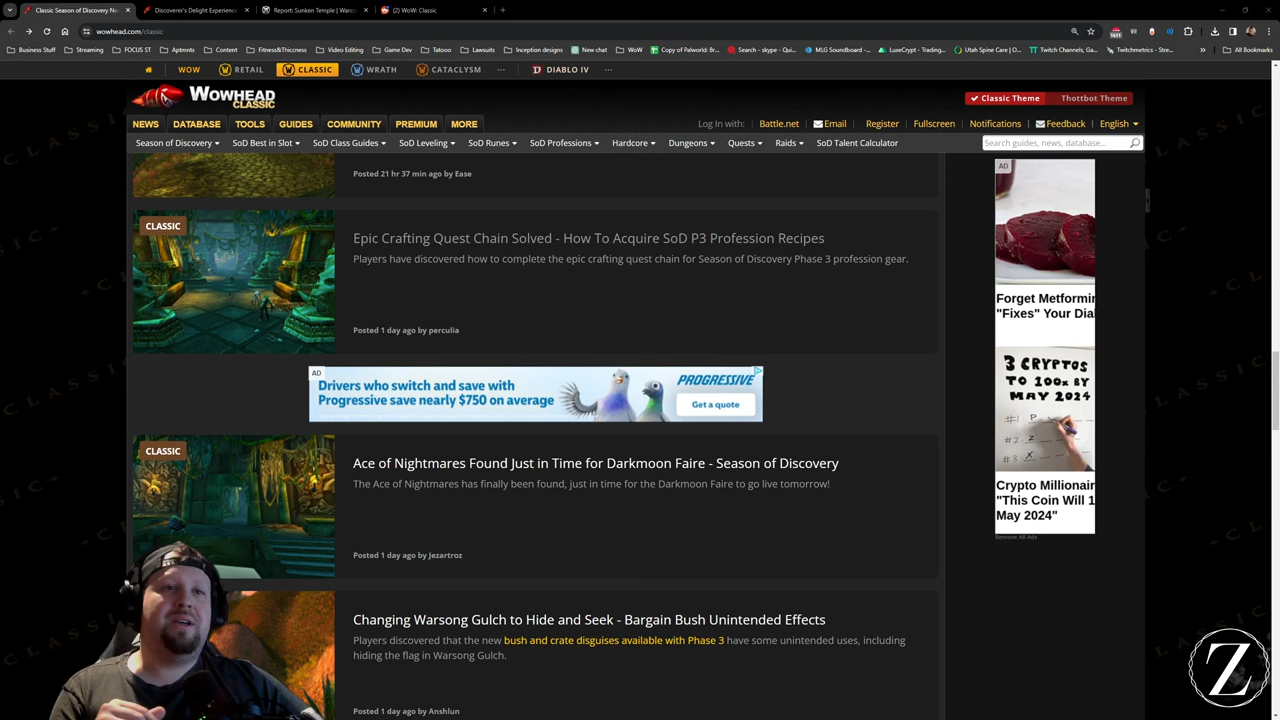 Classic Season of Discovery Ne
Discoverer's Delight Experienc
Report: Sunken Temple | Warcr
(2) WoW: Classic
wowhead.com/classic
Business Stuff
Streaming
FOCUS ST
Aptmnts
Content
Fitness&Thiccness
Video Editing
Game Dev
Tatooo
Lawsuits
Inception designs
New chat
WoW
Copy of Palworld: Br...
Search - skype - Qui...
MLG Soundboard -...
LuxeCrypt - Trading...
Utah Spine Care | O...
Twitch Channels, Ga...
Twitchmetrics - Stre...
All Bookmarks
WOW
RETAIL
CLASSIC
WRATH
CATACLYSM
DIABLO IV
WOWHEAD
CLASSIC
Classic Theme
Thottbot Theme
NEWS
DATABASE
TOOLS
GUIDES
COMMUNITY
PREMIUM
MORE
Log In with:
Battle.net
Email
Register
Fullscreen
Notifications
Feedback
English
Season of Discovery
SoD Best in Slot
SoD Class Guides
SoD Leveling
SoD Runes
SoD Professions
Hardcore
Dungeons
Quests
Raids
SoD Talent Calculator
Search guides, news, database...
Posted 21 hr 37 min ago by Ease
CLASSIC
Epic Crafting Quest Chain Solved - How To Acquire SoD P3 Profession Recipes
Players have discovered how to complete the epic crafting quest chain for Season of Discovery Phase 3 profession gear.
Posted 1 day ago by perculia
AD
Drivers who switch and save with
Progressive save nearly $750 on average
PROGRESSIVE
Get a quote
CLASSIC
Ace of Nightmares Found Just in Time for Darkmoon Faire - Season of Discovery
The Ace of Nightmares has finally been found, just in time for the Darkmoon Faire to go live tomorrow!
Posted 1 day ago by Jezartroz
Changing Warsong Gulch to Hide and Seek - Bargain Bush Unintended Effects
Players discovered that the new bush and crate disguises available with Phase 3 have some unintended uses, including
hiding the flag in Warsong Gulch.
Posted 1 day ago by Anshlun
AD
Forget Metformi
"Fixes" Your Dia
3 CRYPTOS
TO 100x BY
MAY 2024
#1: P
#2: Z
#3: X
Crypto Millionair
"This Coin Will 1
May 2024"
Remove All Ads
Z